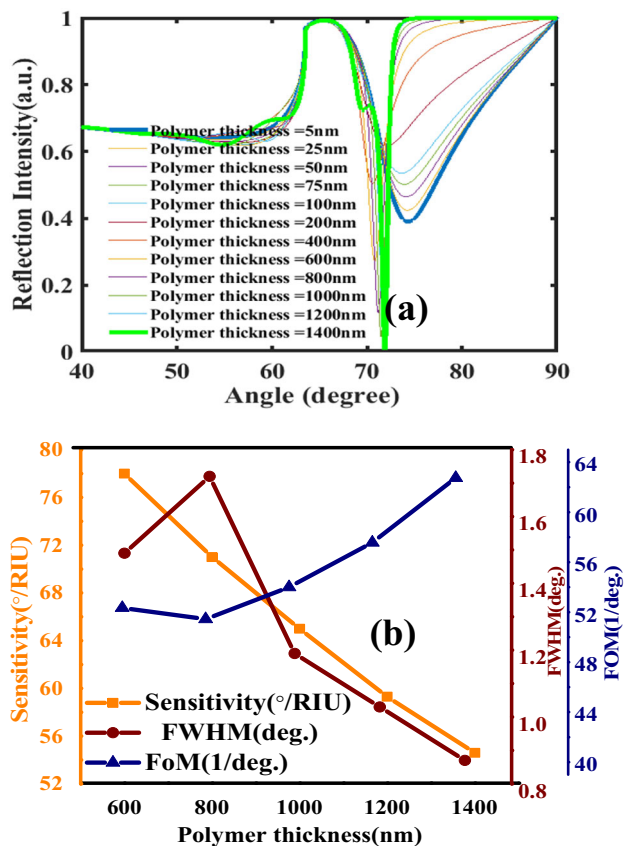 (a)
Reflection Intensity(a.u.)
1
0.8
0.6
0.4
0.2
0
Polymer thickness =5nm
Polymer thickness =25nm
Polymer thickness =50nm
Polymer thickness =75nm
Polymer thickness =100nm
Polymer thickness =200nm
Polymer thickness =400nm
Polymer thickness =600nm
Polymer thickness =800nm
Polymer thickness =1000nm
Polymer thickness =1200nm
Polymer thickness =1400nm
40 50 60 70 80 90
Angle (degree)
(b)
Sensitivity(°/RIU)
80
76
72
68
64
60
56
52
Sensitivity(°/RIU)
FWHM(deg.)
FoM(1/deg.)
600 800 1000 1200 1400
Polymer thickness(nm)
1.8
1.6
1.4
1.2
1.0
0.8
FWHM(deg.)
64
60
56
52
48
44
40
FOM(1/deg.)